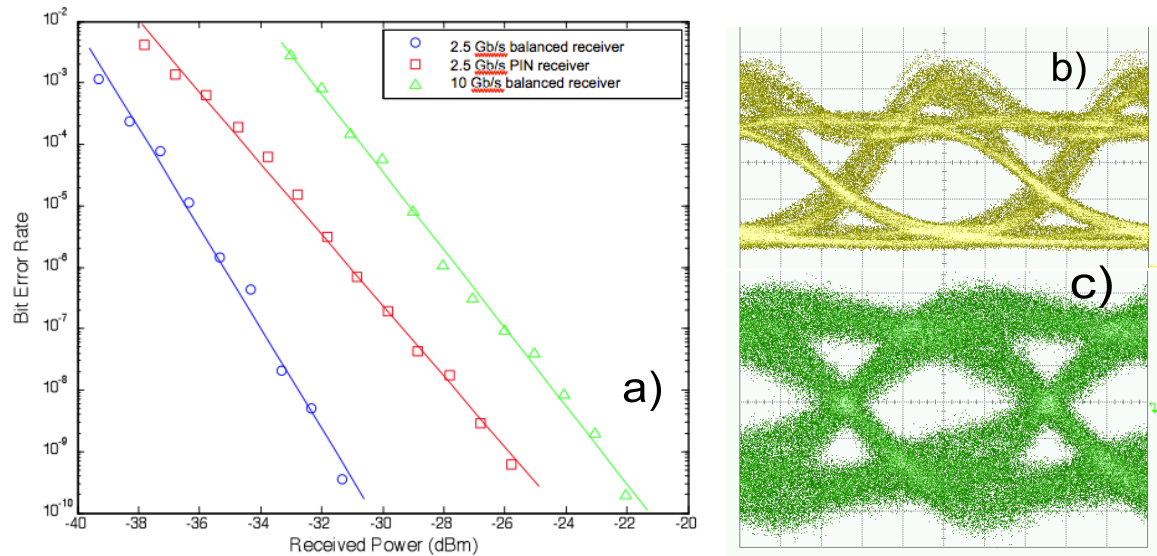 10-2
10-3
10-4
10-5
10-6
10-7
10-8
10-9
10-10
Bit Error Rate
2.5 Gb/s balanced receiver
2.5 Gb/s PIN receiver
10 Gb/s balanced receiver
a)
-40 -38 -36 -34 -32 -30 -28 -26 -24 -22 -20
Received Power (dBm)
b)
c)